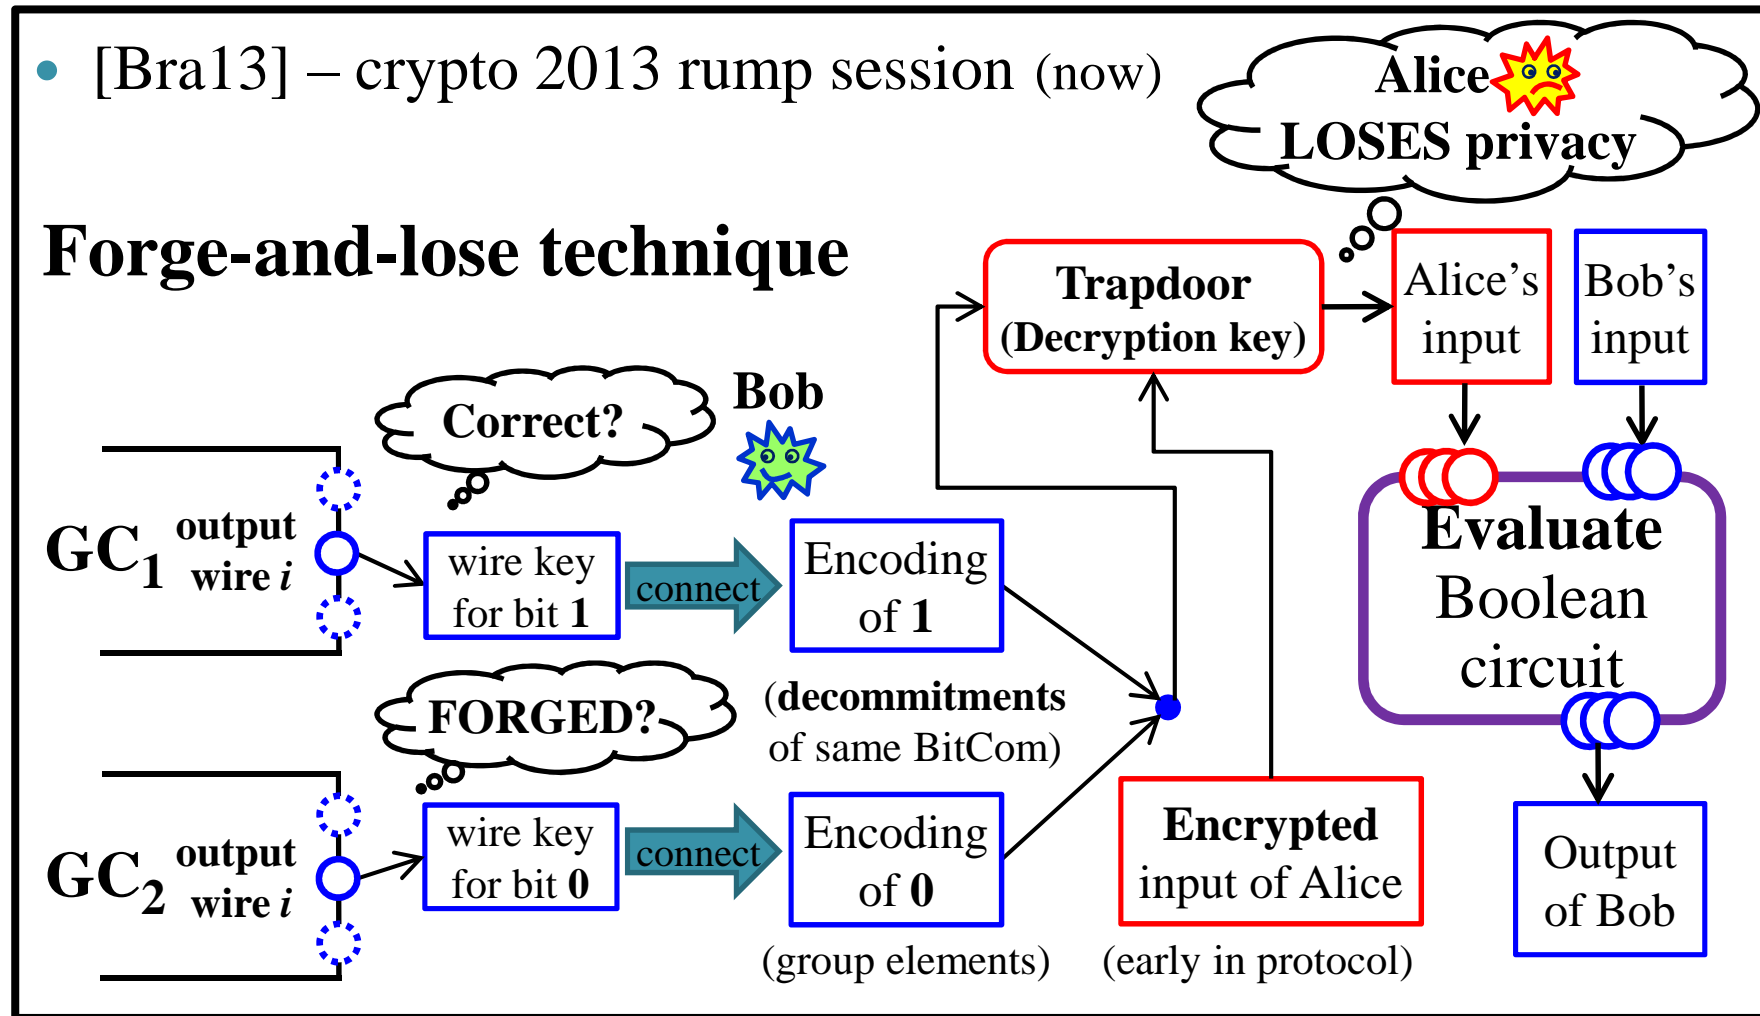 • [Bra13] – crypto 2013 rump session (now)
Alice
LOSES privacy
Forge-and-lose technique
Trapdoor
(Decryption key)
Alice’s
input
Bob’s
input
Correct?
Bob
GC1
output
wire i
wire key
for bit 1
connect
Encoding
of 1
Evaluate
Boolean
circuit
FORGED?
(decommitments
of same BitCom)
GC2
output
wire i
wire key
for bit 0
connect
Encoding
of 0
Encrypted
input of Alice
Output
of Bob
(group elements)
(early in protocol)